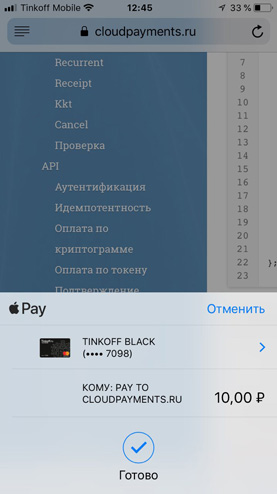 Tinkoff Mobile 12:45 33 %
cloudpayments.ru
Recurrent
Receipt
Kkt
Cancel
Проверка
API
Аутентификация
Идемпотентность
Оплата по
криптограмме
Оплата по токену
Подтверждение
7
8
9
10
11
12
13
14
15
16
17
18
19
20
21
22 };
23
Pay Отменить
TINKOFF BLACK
(•••• 7098)
КОМУ: PAY TO
CLOUDPAYMENTS.RU 10,00 ₽
Готово